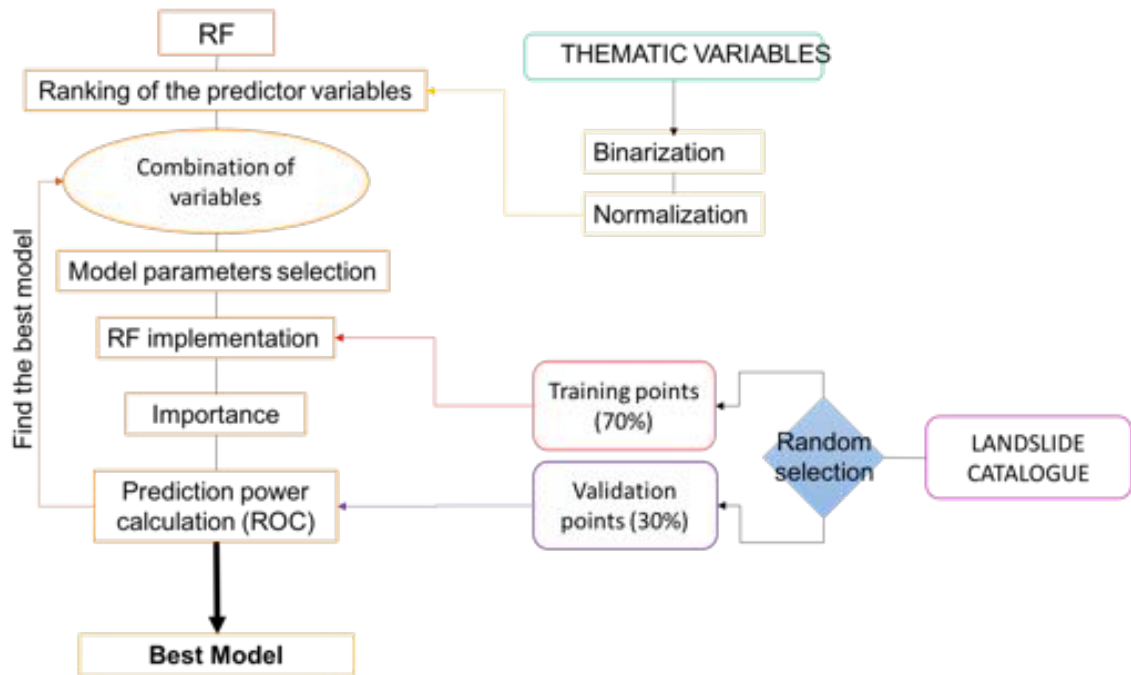 RF
THEMATIC VARIABLES
Ranking of the predictor variables
Binarization
Combination of
variables
Normalization
Model parameters selection
Find the best model
RF implementation
Training points
(70%)
Importance
Random
selection
LANDSLIDE
CATALOGUE
Prediction power
calculation (ROC)
Validation
points (30%)
Best Model